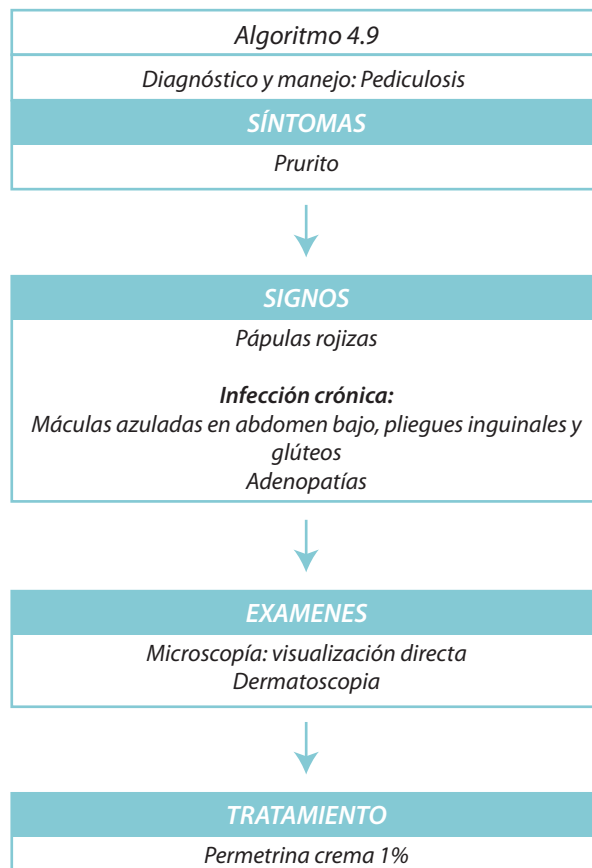 Algoritmo 4.9
Diagnóstico y manejo: Pediculosis
SÍNTOMAS
Prurito
SIGNOS
Pápulas rojizas
Infección crónica:
Máculas azuladas en abdomen bajo, pliegues inguinales y
glúteos
Adenopatías
EXAMENES
Microscopía: visualización directa
Dermatoscopia
TRATAMIENTO
Permetrina crema 1%